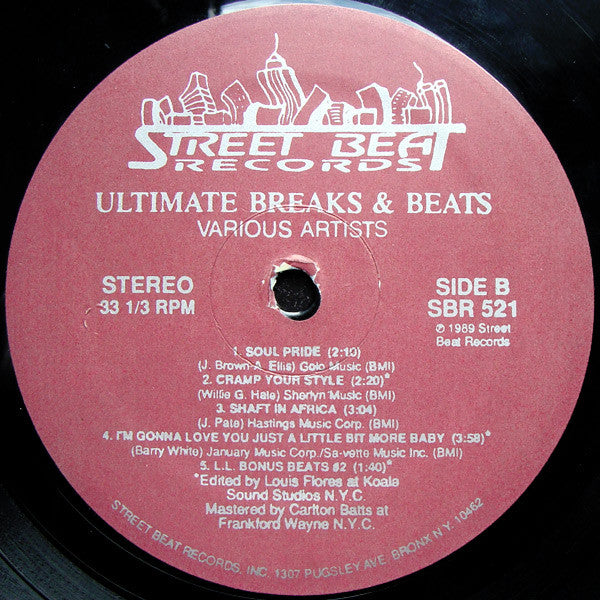 STREET BEAT
RECORDS
ULTIMATE BREAKS & BEATS
VARIOUS ARTISTS
STEREO
33 1/3 RPM
SIDE B
SBR 521
℗ 1989 Street
Beat Records
1. SOUL PRIDE (2:10)
(J. Brown A. Ellis) Golo Music (BMI)
2. CRAMP YOUR STYLE (2:20)*
(Willie G. Hale) Sherlyn Music (BMI)
3. SHAFT IN AFRICA (3:04)
(J. Pate) Hastings Music Corp. (BMI)
4. I'M GONNA LOVE YOU JUST A LITTLE BIT MORE BABY (3:58)*
(Barry White) January Music Corp./Sa-vette Music Inc. (BMI)
5. L.L. BONUS BEATS #2 (1:40)*
*Edited by Louis Flores at Koala
Sound Studios N.Y.C.
Mastered by Carlton Batts at
Frankford Wayne N.Y.C.
STREET BEAT RECORDS, INC. 1307 PUGSLEY AVE. BRONX N.Y. 10462